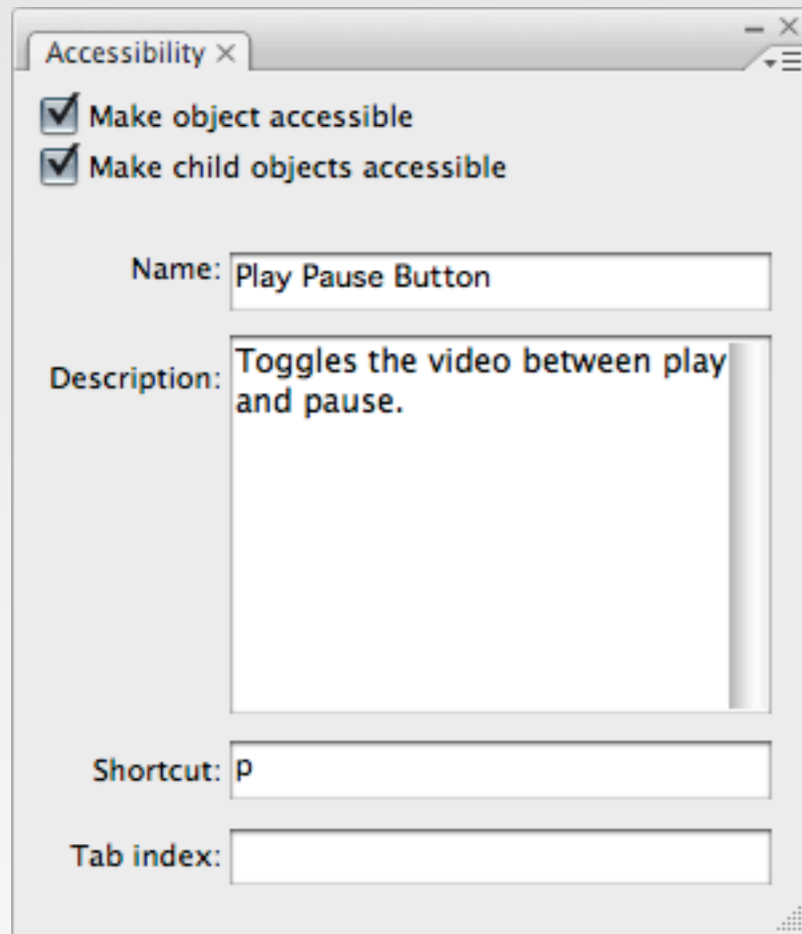 Accessibility
Make object accessible
Make child objects accessible
Name: Play Pause Button
Description: Toggles the video between play
and pause.
Shortcut: p
Tab index: